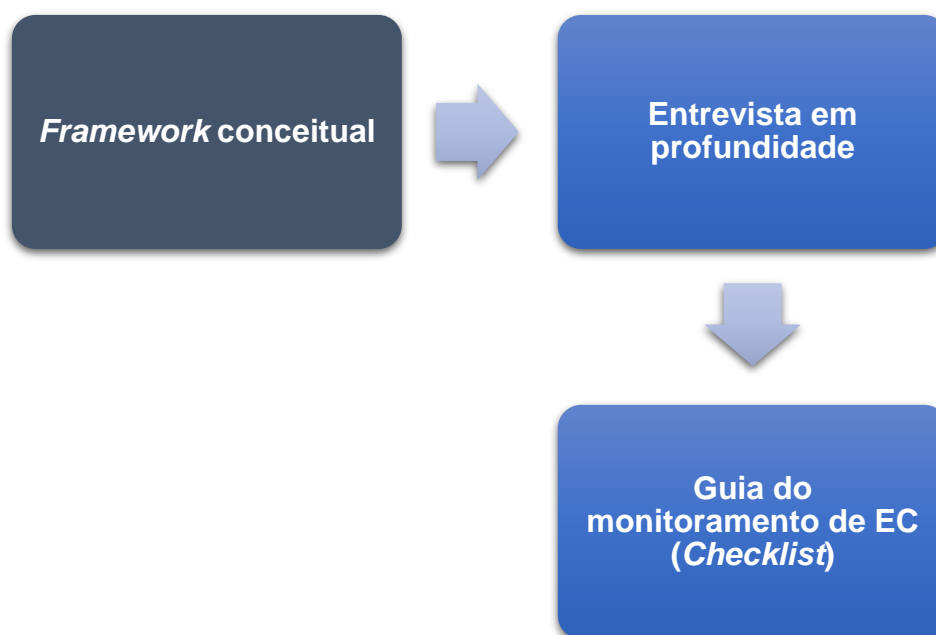 Framework conceitual
Entrevista em
profundidade
Guia do
monitoramento de EC
(Checklist)